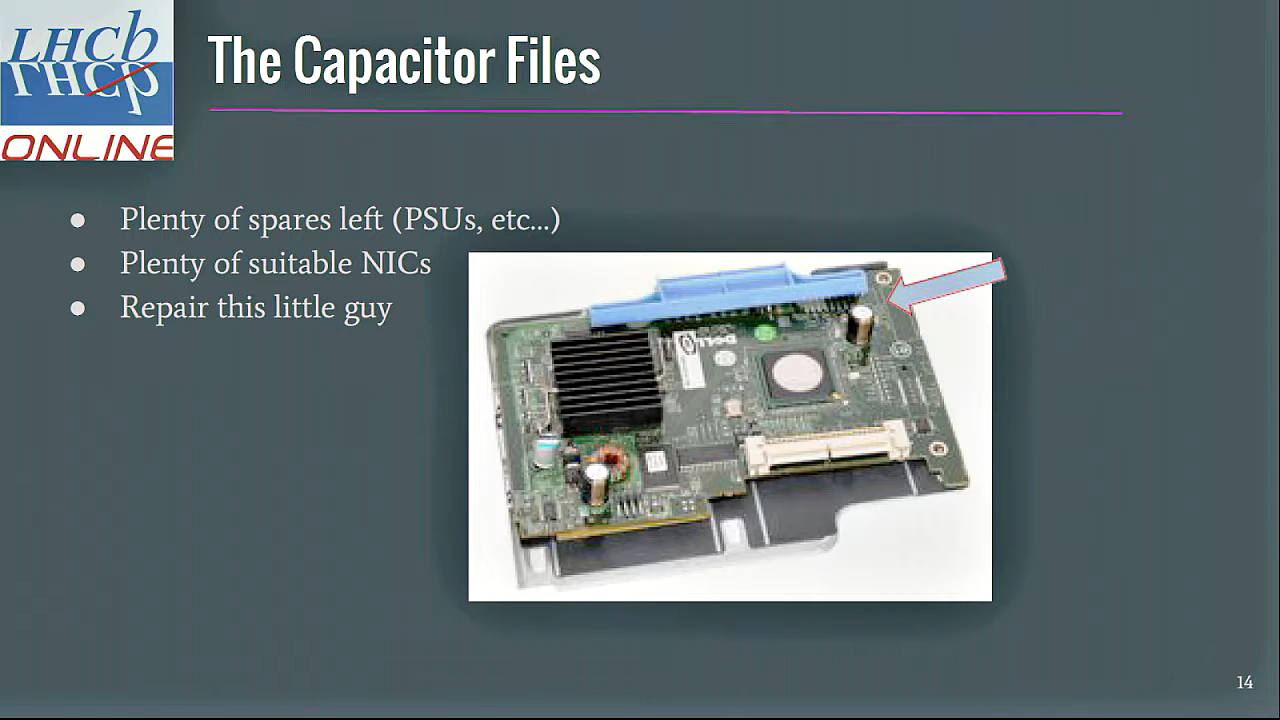 LHCb
ONLINE
The Capacitor Files
● Plenty of spares left (PSUs, etc...)
● Plenty of suitable NICs
● Repair this little guy
DELL
14